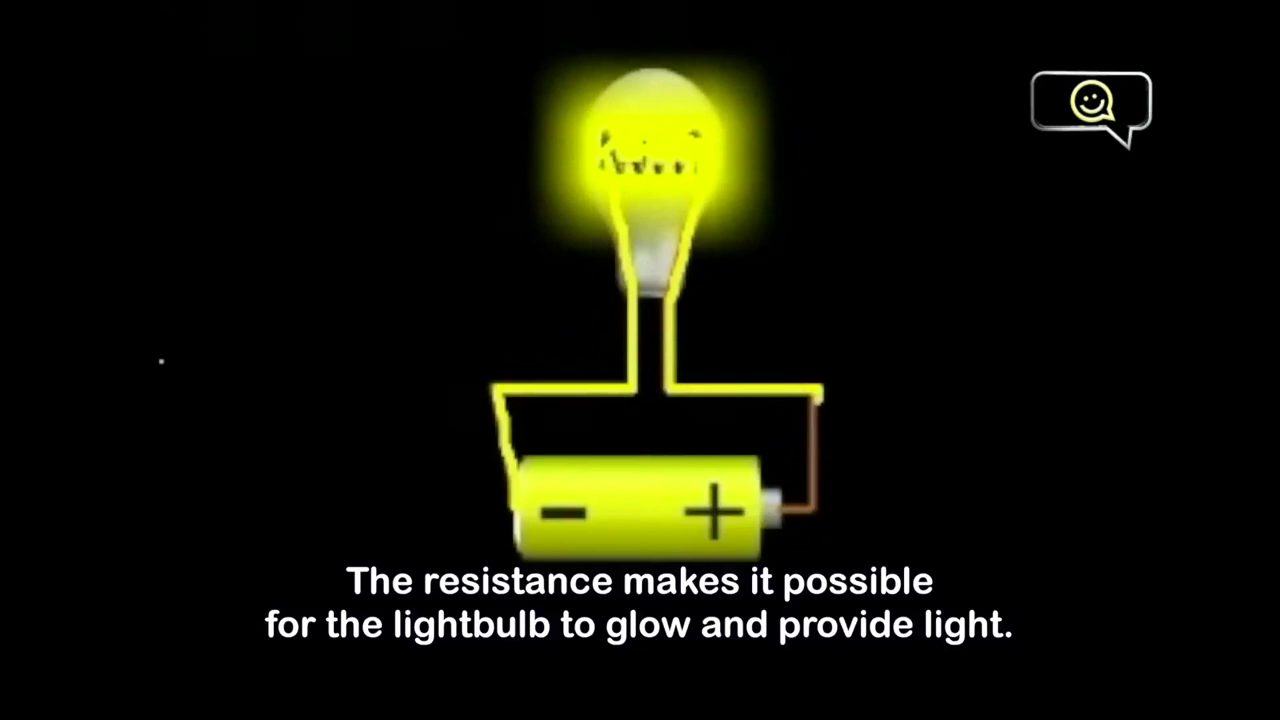 - +
The resistance makes it possible
for the lightbulb to glow and provide light.